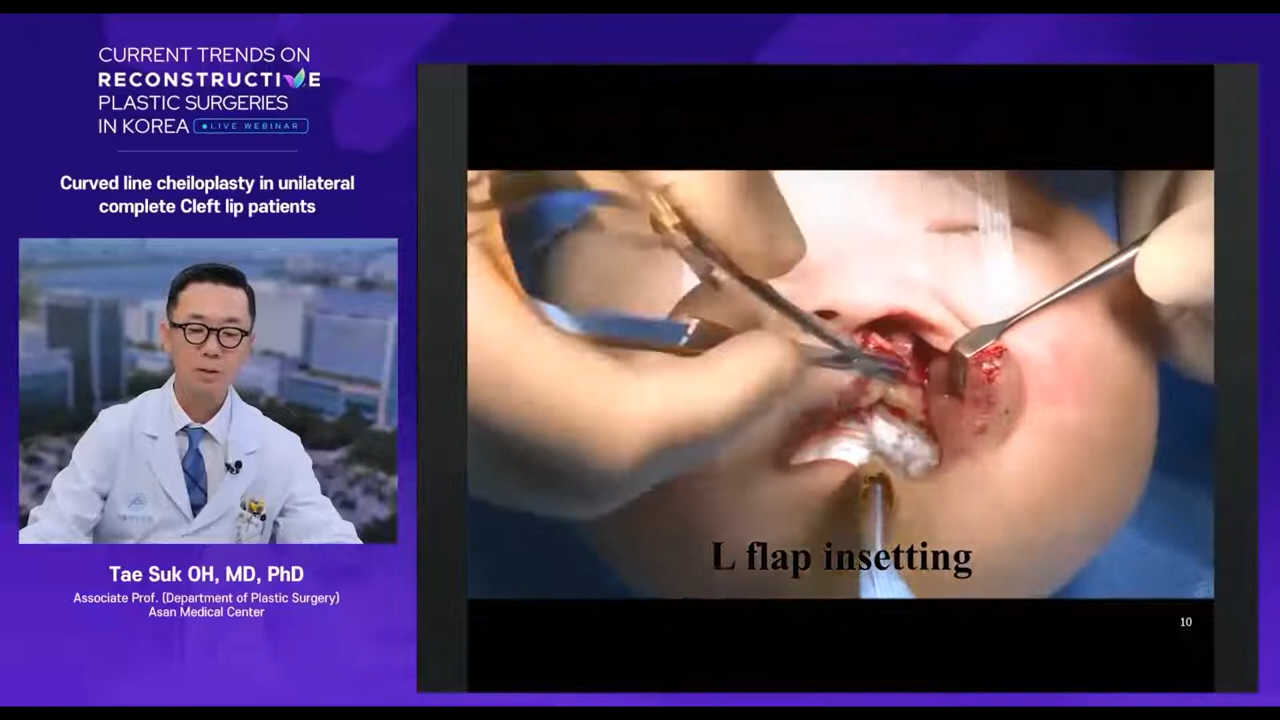 CURRENT TRENDS ON
RECONSTRUCTIVE
PLASTIC SURGERIES
IN KOREA LIVE WEBINAR
Curved line cheiloplasty in unilateral
complete Cleft lip patients
Tae Suk OH, MD, PhD
Associate Prof. (Department of Plastic Surgery)
Asan Medical Center
L flap insetting
10